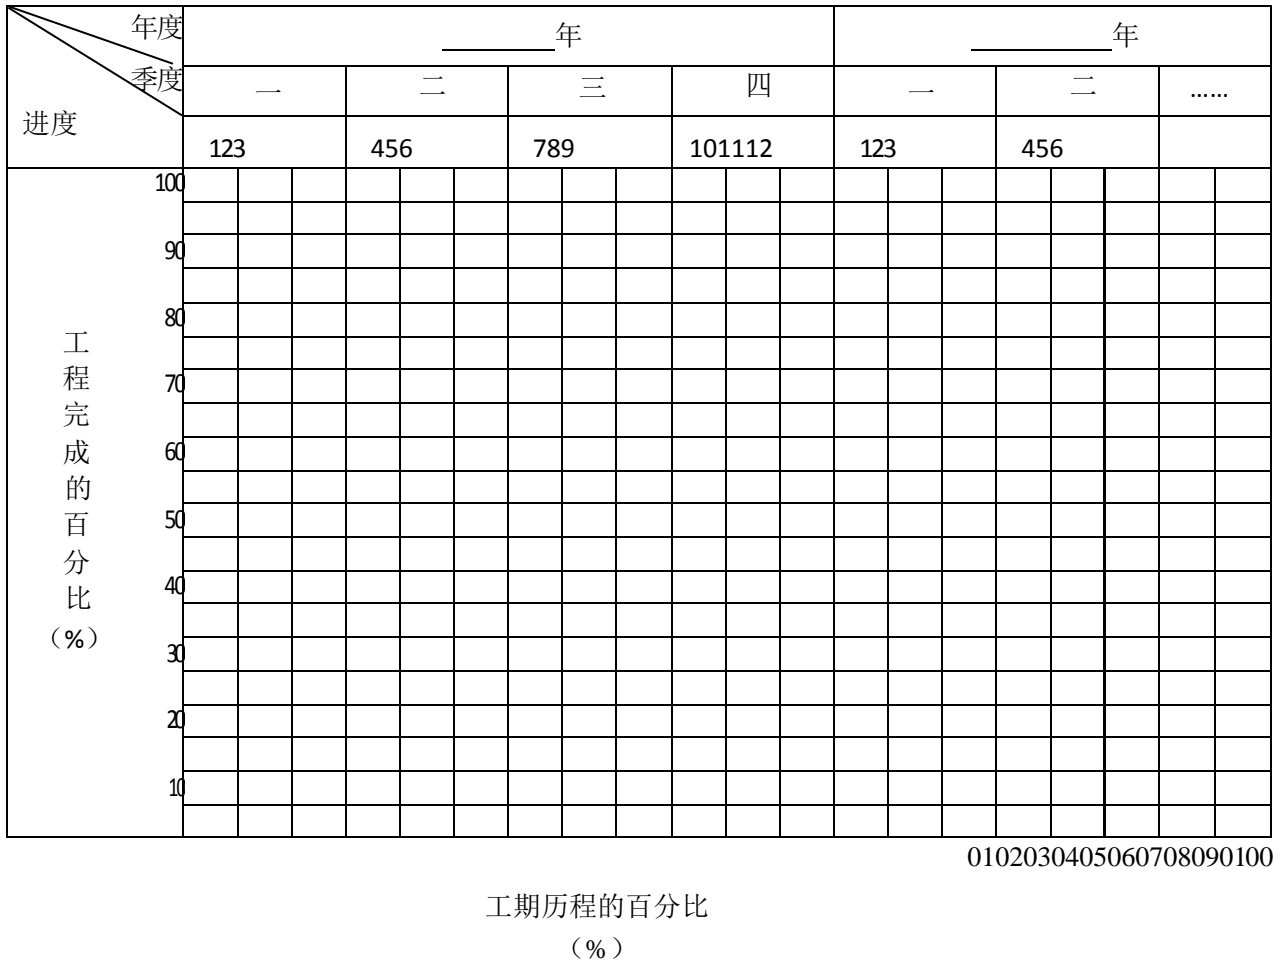 年度
季度
进度
年 年
一 二 三 四 一 二 ……
123 456 789 101112 123 456
100
90
80
70
60
50
40
30
20
10
工
程
完
成
的
百
分
比
（%）
0102030405060708090100
工期历程的百分比
（%）